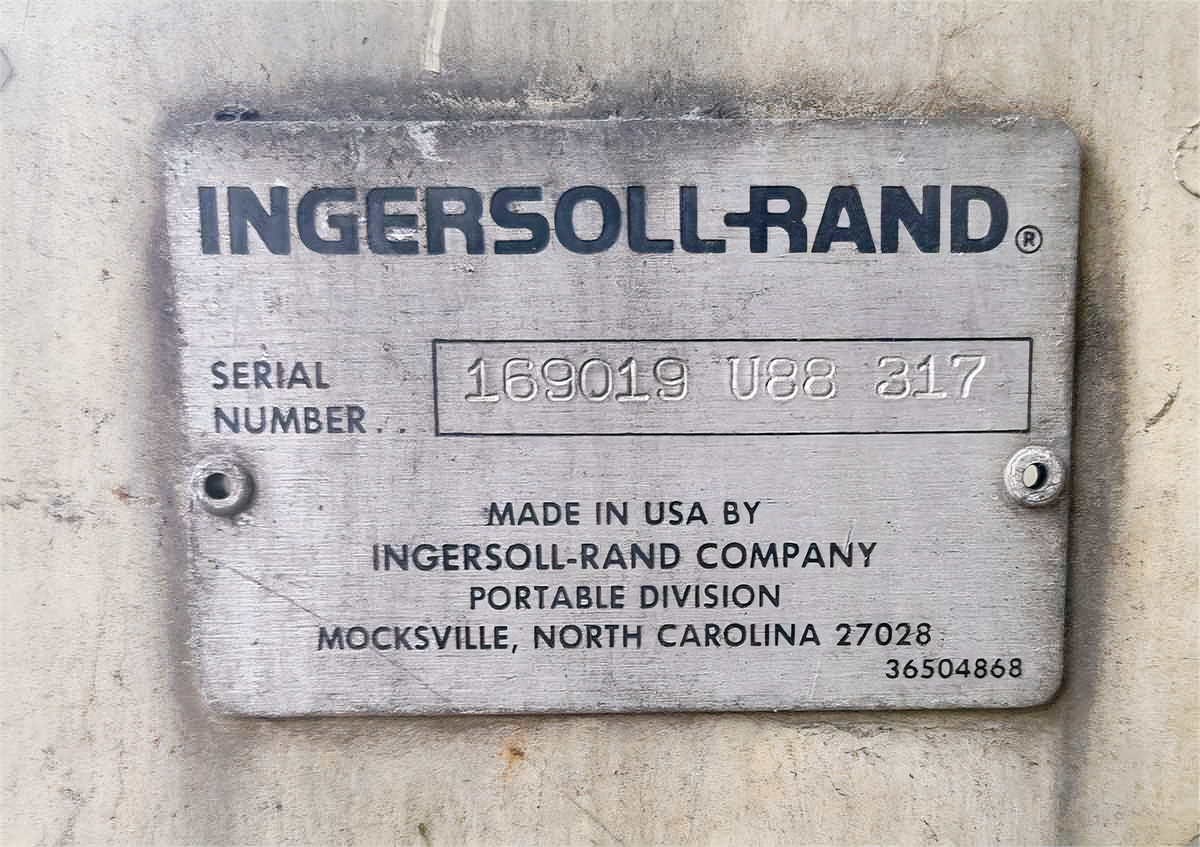 INGERSOLL-RAND®
SERIAL
NUMBER . . 169019 U88 317
MADE IN USA BY
INGERSOLL-RAND COMPANY
PORTABLE DIVISION
MOCKSVILLE, NORTH CAROLINA 27028
36504868